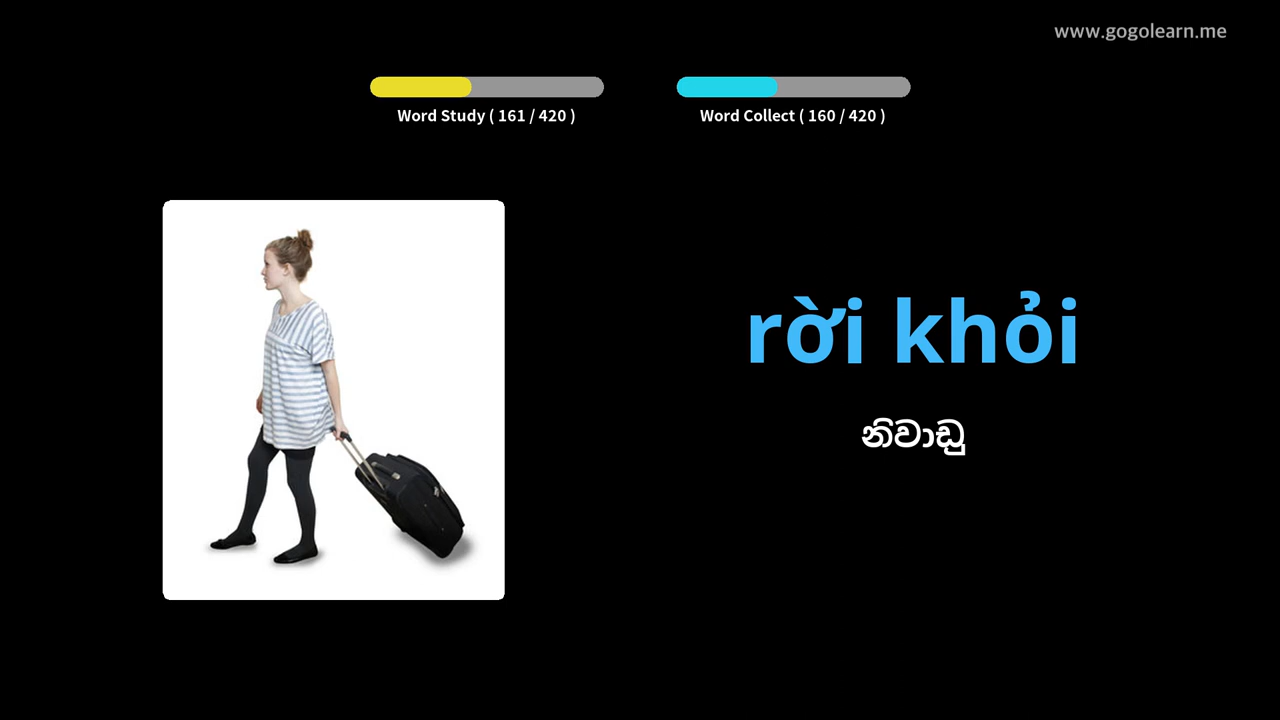 www.gogolearn.me
Word Study ( 161 / 420 )
Word Collect ( 160 / 420 )
rời khỏi
නිවාඩු